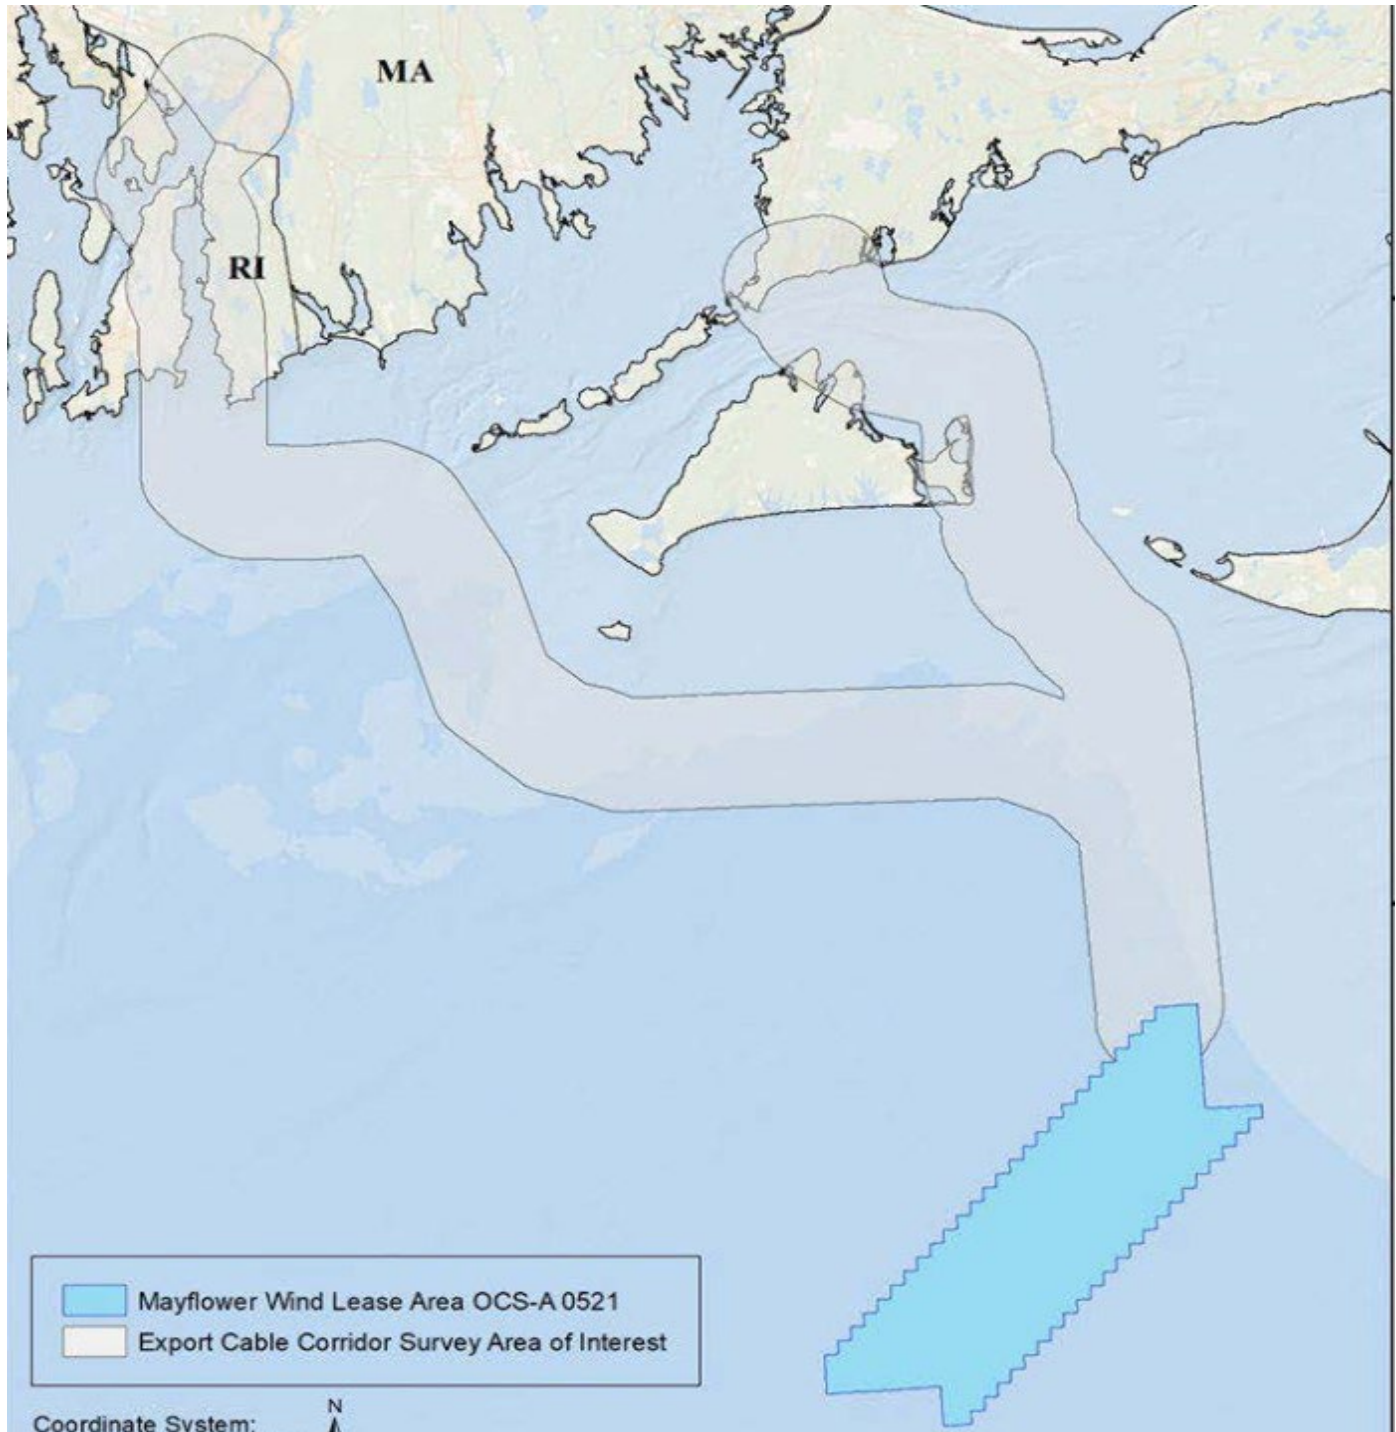 MA
RI
Mayflower Wind Lease Area OCS-A 0521
Export Cable Corridor Survey Area of Interest
N
Coordinate System: